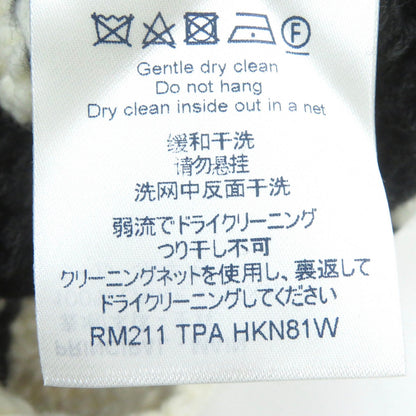 F
Gentle dry clean
Do not hang
Dry clean inside out in a net
缓和干洗
请勿悬挂
洗网中反面干洗
弱流でドライクリーニング
つり干し不可
クリーニングネットを使用し、裏返して
ドライクリーニングしてください
RM211 TPA HKN81W